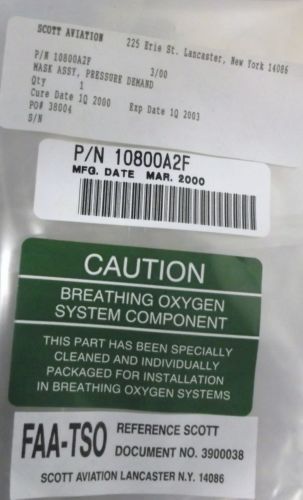 SCOTT AVIATION 225 Erie St. Lancaster, New York 14086
P/N 10800A2F 3/00
MASK ASSY, PRESSURE DEMAND
Qty 1
Cure Date 1Q 2000 Exp Date 1Q 2003
PO# 38004
S/N
P/N 10800A2F
MFG. DATE MAR. 2000
CAUTION
BREATHING OXYGEN
SYSTEM COMPONENT
THIS PART HAS BEEN SPECIALLY
CLEANED AND INDIVIDUALLY
PACKAGED FOR INSTALLATION
IN BREATHING OXYGEN SYSTEMS
FAA-TSO REFERENCE SCOTT
DOCUMENT NO. 3900038
SCOTT AVIATION LANCASTER N.Y. 14086